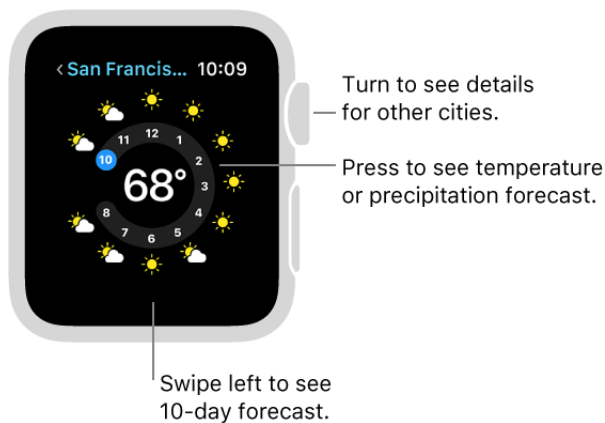 < San Francis... 10:09
11 12 1
10 2
68° 3
8 4
7 6 5
Turn to see details
for other cities.
Press to see temperature
or precipitation forecast.
Swipe left to see
10-day forecast.